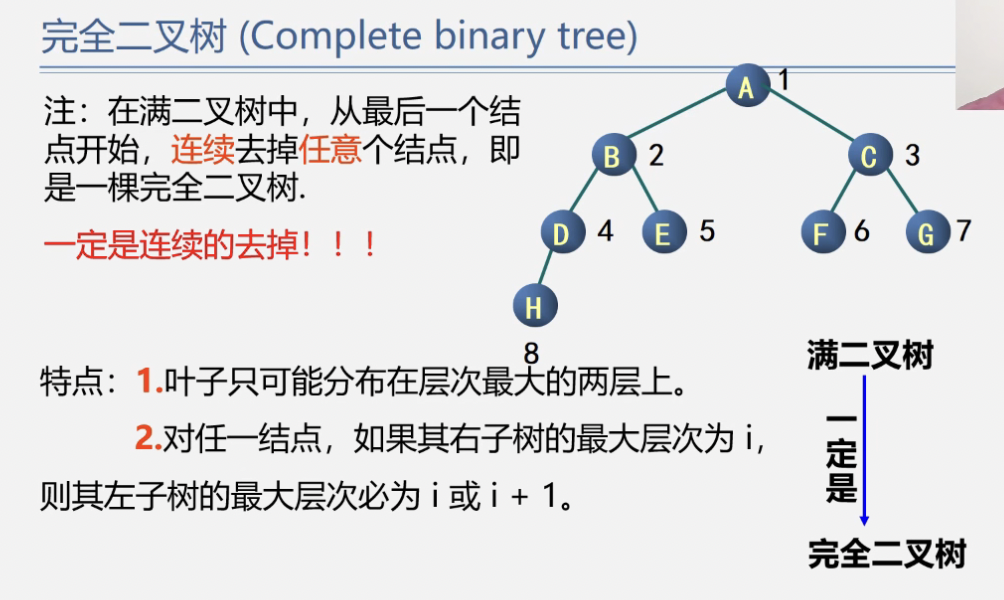 完全二叉树 (Complete binary tree)
注：在满二叉树中，从最后一个结
点开始，连续去掉任意个结点，即
是一棵完全二叉树.
一定是连续的去掉！！！
A 1
B 2
C 3
D 4
E 5
F 6
G 7
H
8
特点：1.叶子只可能分布在层次最大的两层上。
2.对任一结点，如果其右子树的最大层次为 i，
则其左子树的最大层次必为 i 或 i + 1。
满二叉树
一定是
完全二叉树